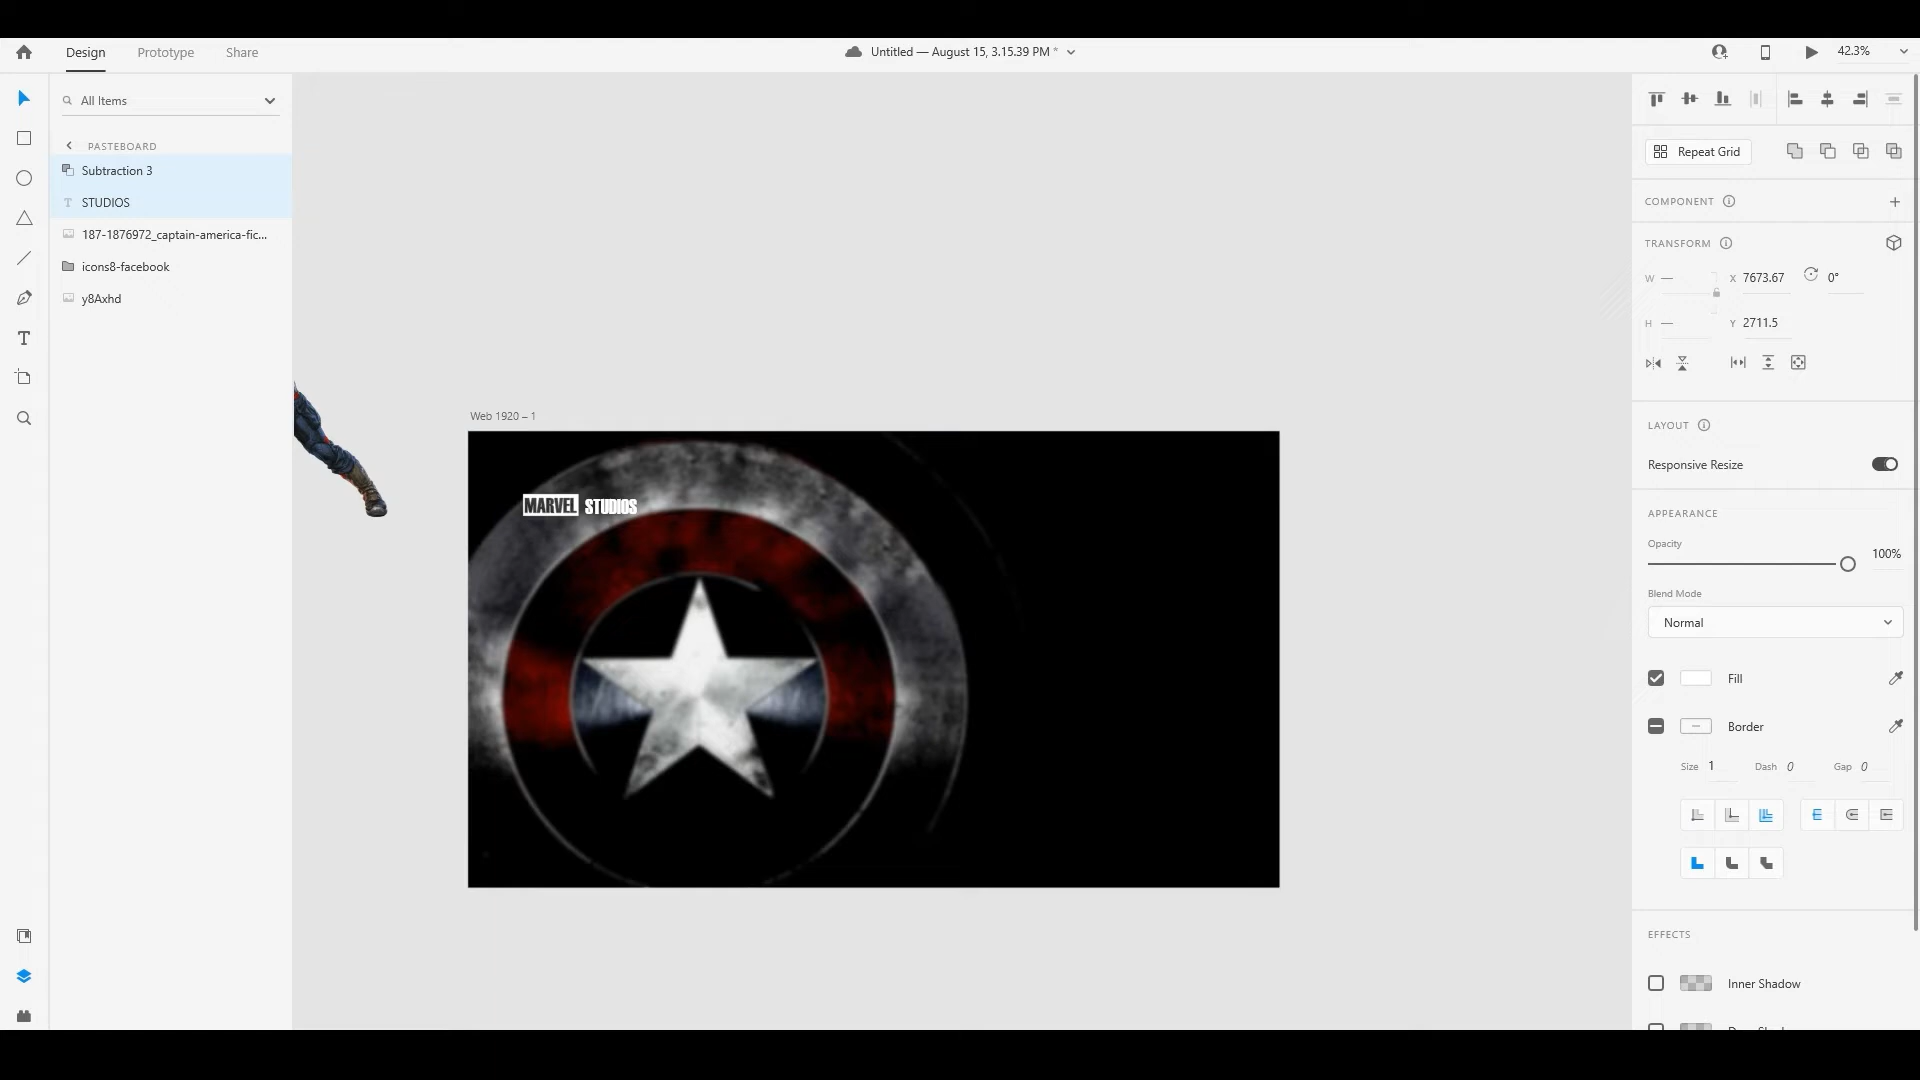 Design
Prototype
Share
Untitled — August 15, 3.15.39 PM *
42.3%
All Items
PASTEBOARD
Subtraction 3
STUDIOS
187-1876972_captain-america-fic...
icons8-facebook
y8Axhd
Web 1920 – 1
MARVEL STUDIOS
Repeat Grid
COMPONENT
TRANSFORM
W —
X 7673.67
0°
H —
Y 2711.5
LAYOUT
Responsive Resize
APPEARANCE
Opacity
100%
Blend Mode
Normal
Fill
Border
Size 1
Dash 0
Gap 0
EFFECTS
Inner Shadow